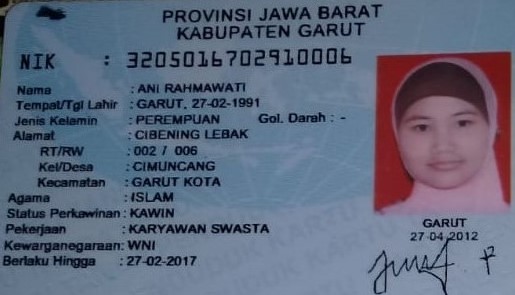 PROVINSI JAWA BARAT
KABUPATEN GARUT
NIK : 3205016702910006
Nama : ANI RAHMAWATI
Tempat/Tgl Lahir : GARUT, 27-02-1991
Jenis Kelamin : PEREMPUAN Gol. Darah : -
Alamat : CIBENING LEBAK
RT/RW : 002 / 006
Kel/Desa : CIMUNCANG
Kecamatan : GARUT KOTA
Agama : ISLAM
Status Perkawinan : KAWIN
Pekerjaan : KARYAWAN SWASTA
Kewarganegaraan: WNI
Berlaku Hingga : 27-02-2017
GARUT
27-04-2012